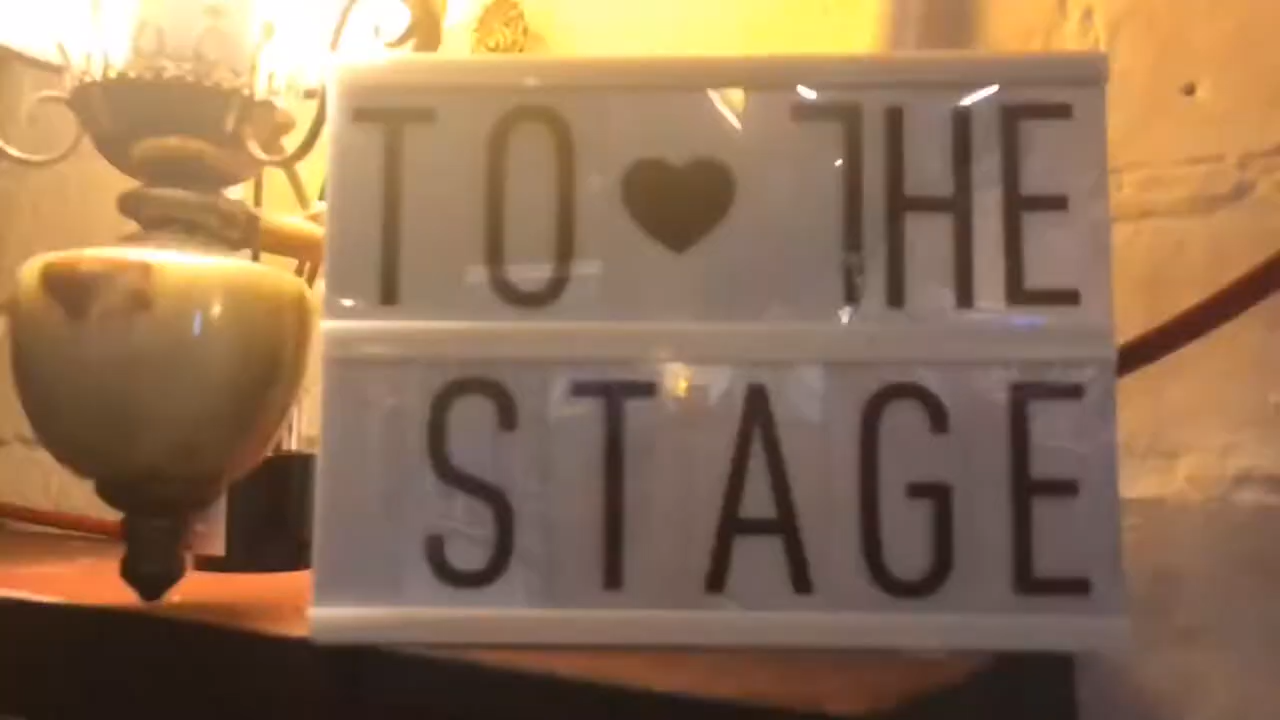 TO ♥ THE
STAGE